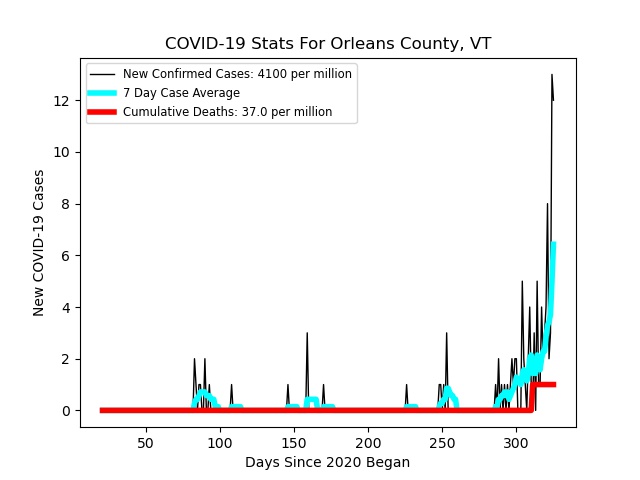 COVID-19 Stats For Orleans County, VT
New Confirmed Cases: 4100 per million
7 Day Case Average
Cumulative Deaths: 37.0 per million
New COVID-19 Cases
12
10
8
6
4
2
0
50 100 150 200 250 300
Days Since 2020 Began